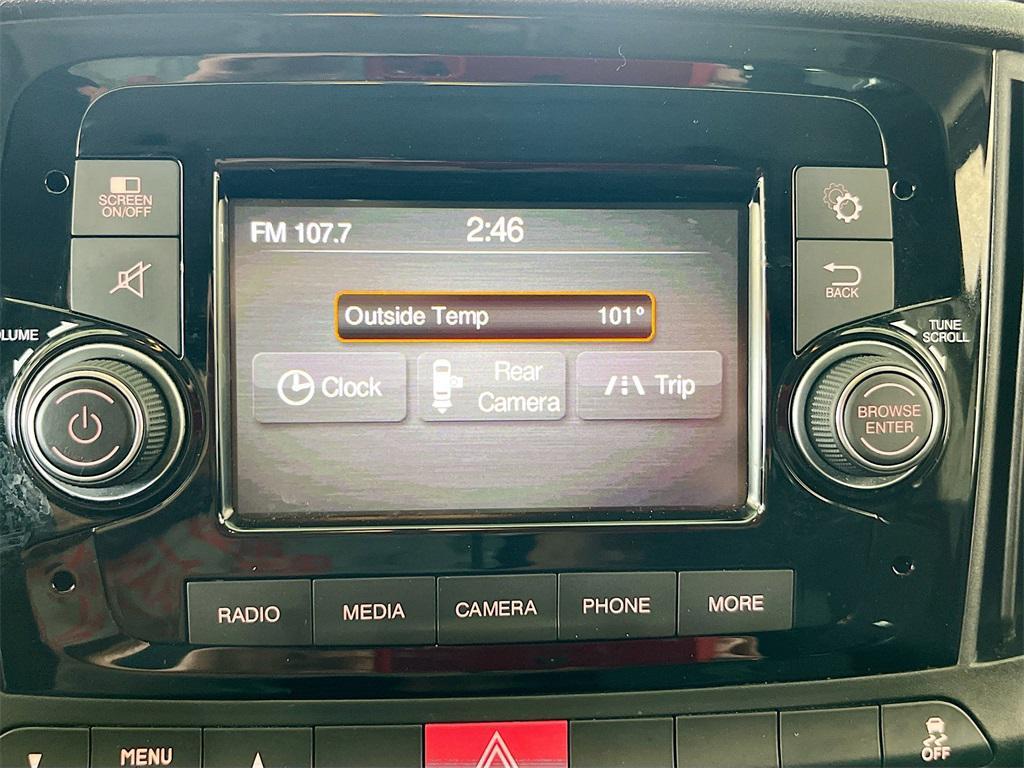 SCREEN
ON/OFF
FM 107.7
2:46
Outside Temp 101°
Clock
Rear
Camera
Trip
BACK
TUNE
SCROLL
BROWSE
ENTER
RADIO
MEDIA
CAMERA
PHONE
MORE
MENU
OFF